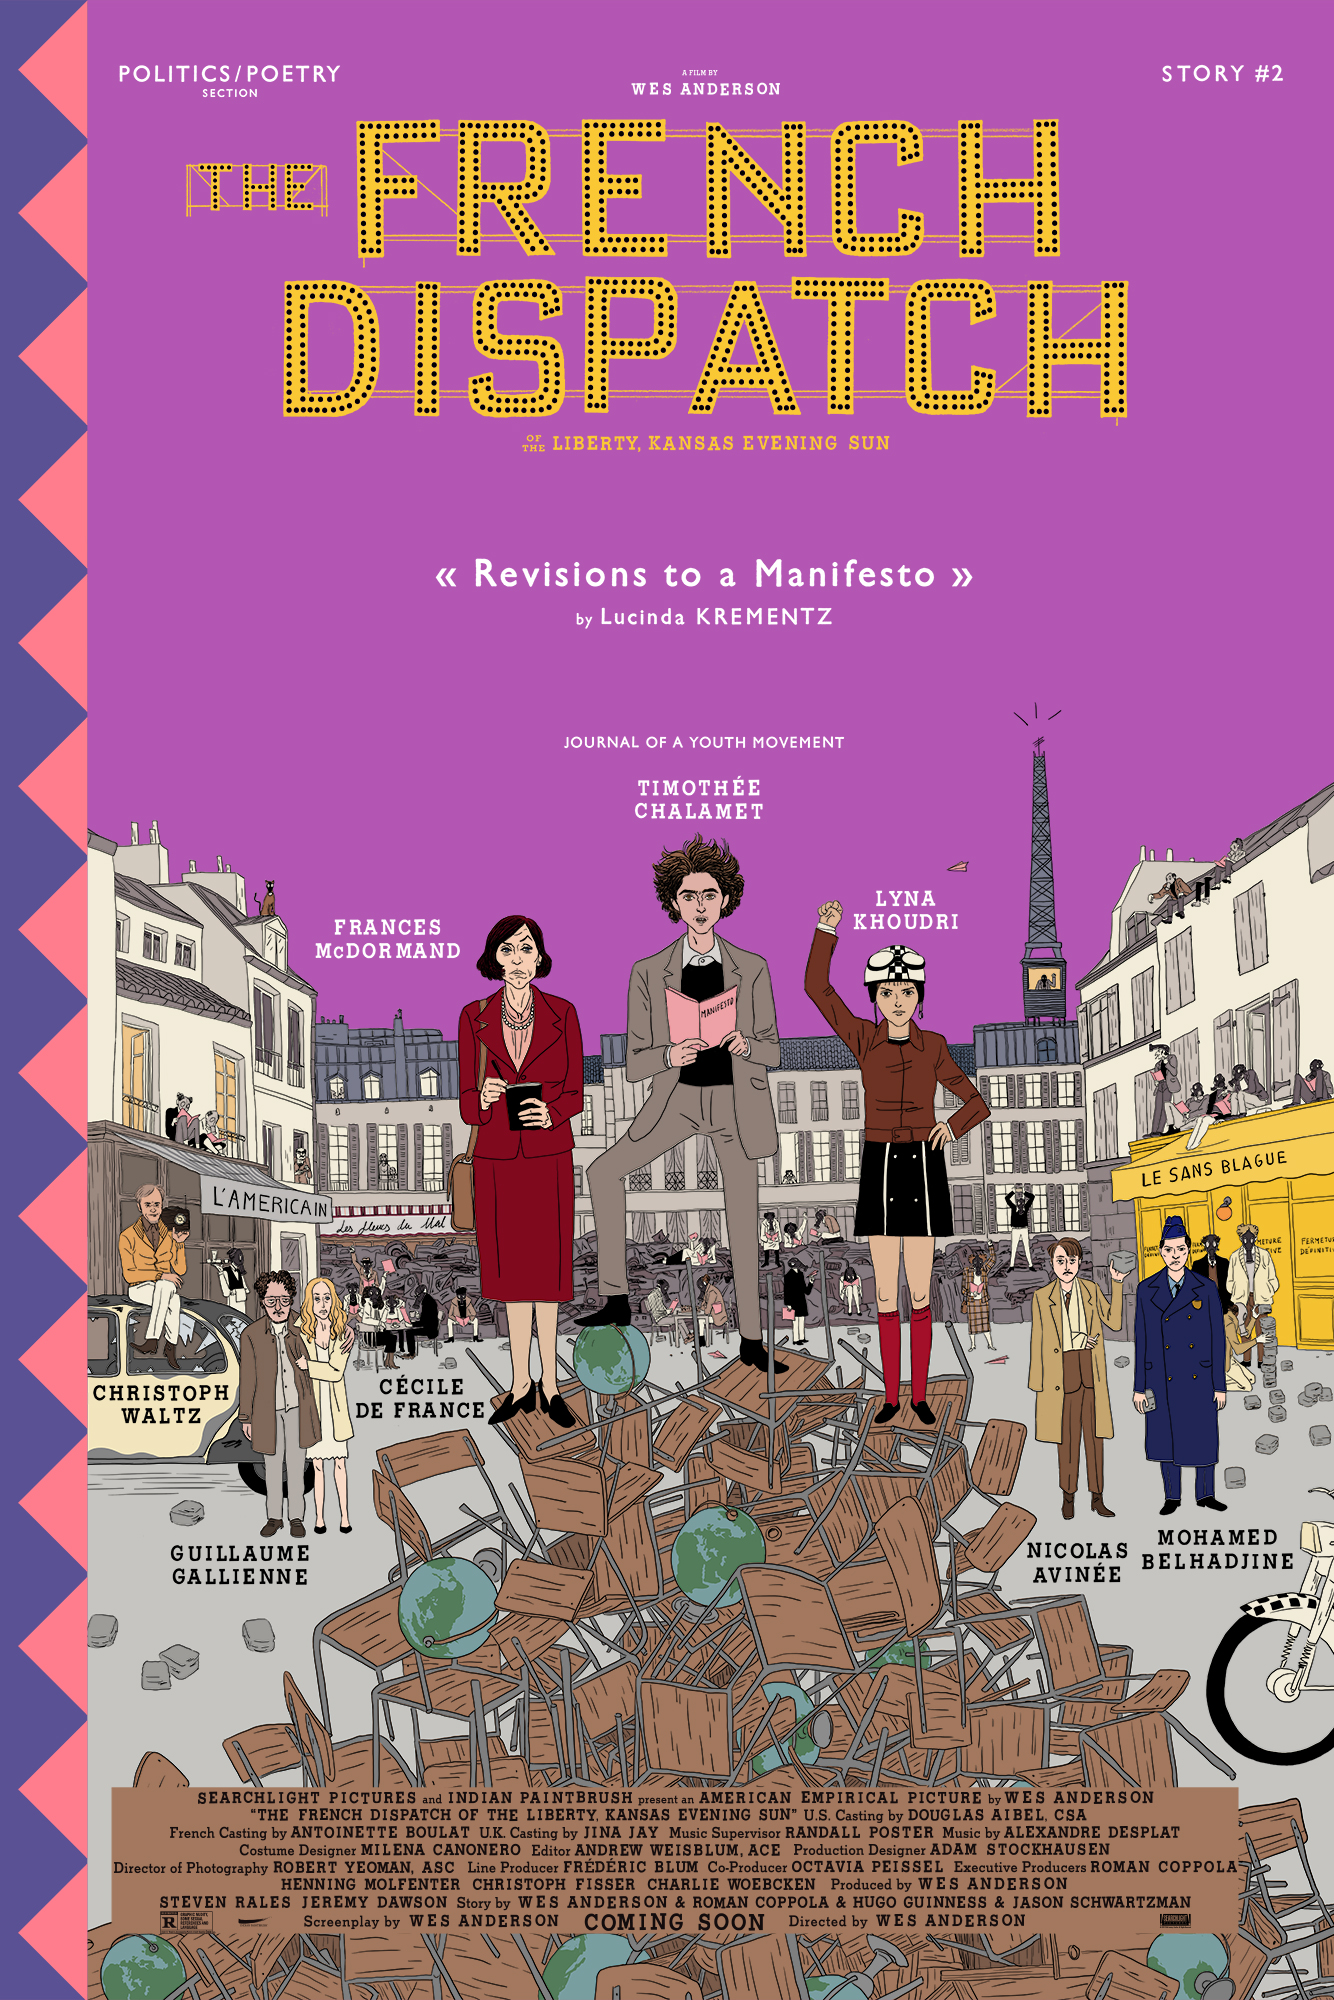 POLITICS/POETRY
SECTION
A FILM BY
WES ANDERSON
STORY #2
THE FRENCH
DISPATCH
OF THE LIBERTY, KANSAS EVENING SUN
« Revisions to a Manifesto »
by Lucinda KREMENTZ
JOURNAL OF A YOUTH MOVEMENT
TIMOTHÉE
CHALAMET
FRANCES
McDORMAND
LYNA
KHOUDRI
MANIFESTO
L'AMERICAIN
Les fleurs du Mal
LE SANS BLAGUE
FERMETURE
DÉFINITI
CHRISTOPH
WALTZ
CÉCILE
DE FRANCE
GUILLAUME
GALLIENNE
NICOLAS
AVINÉE
MOHAMED
BELHADJINE
SEARCHLIGHT PICTURES and INDIAN PAINTBRUSH present an AMERICAN EMPIRICAL PICTURE by WES ANDERSON
"THE FRENCH DISPATCH OF THE LIBERTY, KANSAS EVENING SUN" U.S. Casting by DOUGLAS AIBEL, CSA
French Casting by ANTOINETTE BOULAT U.K. Casting by JINA JAY Music Supervisor RANDALL POSTER Music by ALEXANDRE DESPLAT
Costume Designer MILENA CANONERO Editor ANDREW WEISBLUM, ACE Production Designer ADAM STOCKHAUSEN
Director of Photography ROBERT YEOMAN, ASC Line Producer FRÉDÉRIC BLUM Co-Producer OCTAVIA PEISSEL Executive Producers ROMAN COPPOLA
HENNING MOLFENTER CHRISTOPH FISSER CHARLIE WOEBCKEN Produced by WES ANDERSON
STEVEN RALES JEREMY DAWSON Story by WES ANDERSON & ROMAN COPPOLA & HUGO GUINNESS & JASON SCHWARTZMAN
R Screenplay by WES ANDERSON COMING SOON Directed by WES ANDERSON SEARCHLIGHT